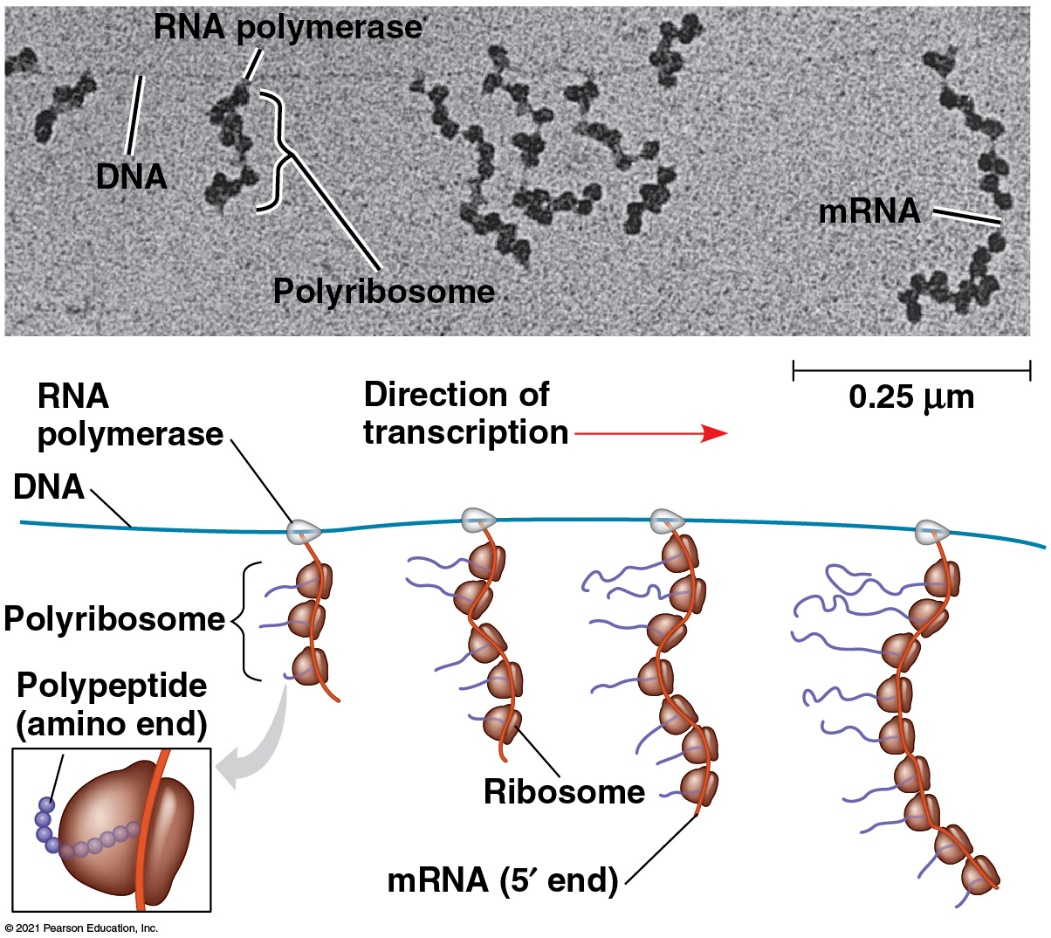 RNA polymerase
DNA
mRNA
Polyribosome
0.25 µm
RNA
polymerase
Direction of
transcription
DNA
Polyribosome
Polypeptide
(amino end)
Ribosome
mRNA (5′ end)
© 2021 Pearson Education, Inc.